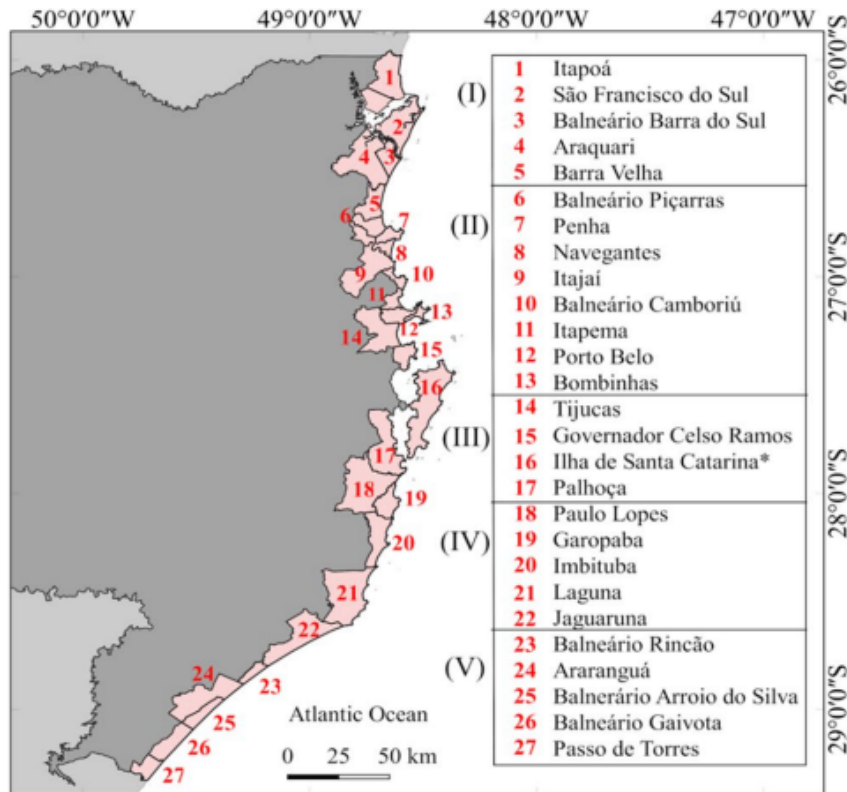 50°0'0"W 49°0'0"W 48°0'0"W 47°0'0"W
26°0'0"S
27°0'0"S
28°0'0"S
29°0'0"S
(I)
1 Itapoá
2 São Francisco do Sul
3 Balneário Barra do Sul
4 Araquari
5 Barra Velha
(II)
6 Balneário Piçarras
7 Penha
8 Navegantes
9 Itajaí
10 Balneário Camboriú
11 Itapema
12 Porto Belo
13 Bombinhas
(III)
14 Tijucas
15 Governador Celso Ramos
16 Ilha de Santa Catarina*
17 Palhoça
(IV)
18 Paulo Lopes
19 Garopaba
20 Imbituba
21 Laguna
22 Jaguaruna
(V)
23 Balneário Rincão
24 Araranguá
25 Balnerário Arroio do Silva
26 Balneário Gaivota
27 Passo de Torres
1
2
3
4
5
6
7
8
9
10
11
12
13
14
15
16
17
18
19
20
21
22
23
24
25
26
27
Atlantic Ocean
0 25 50 km